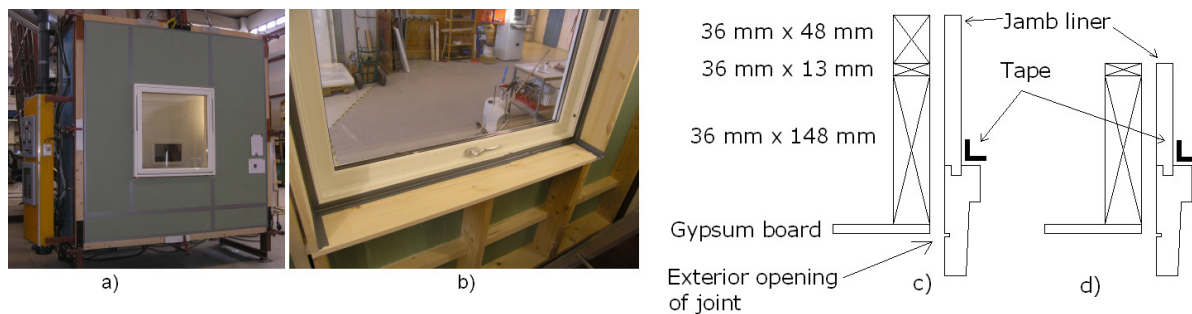 36 mm x 48 mm
36 mm x 13 mm
36 mm x 148 mm
Jamb liner
Tape
Gypsum board
Exterior opening
of joint
a)
b)
c)
d)